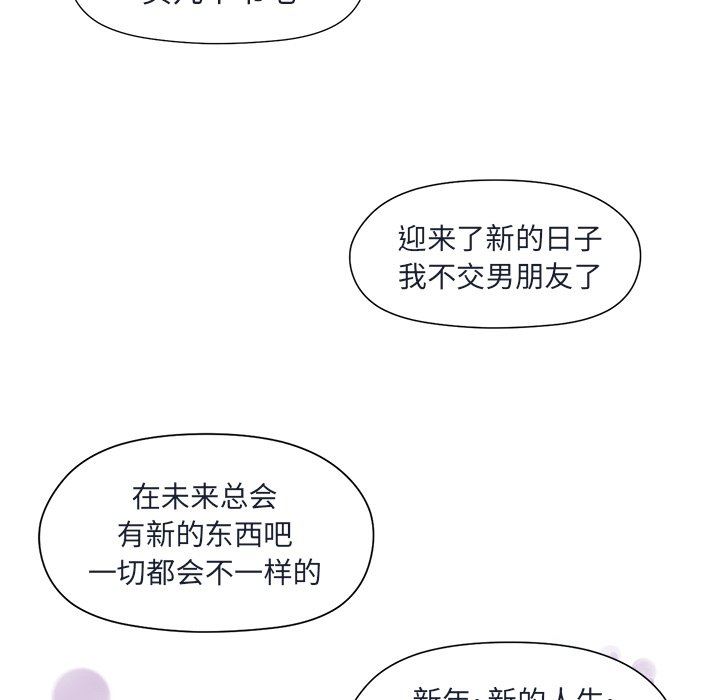 迎来了新的日子
我不交男朋友了
在未来总会
有新的东西吧
一切都会不一样的
新年，新的人生，